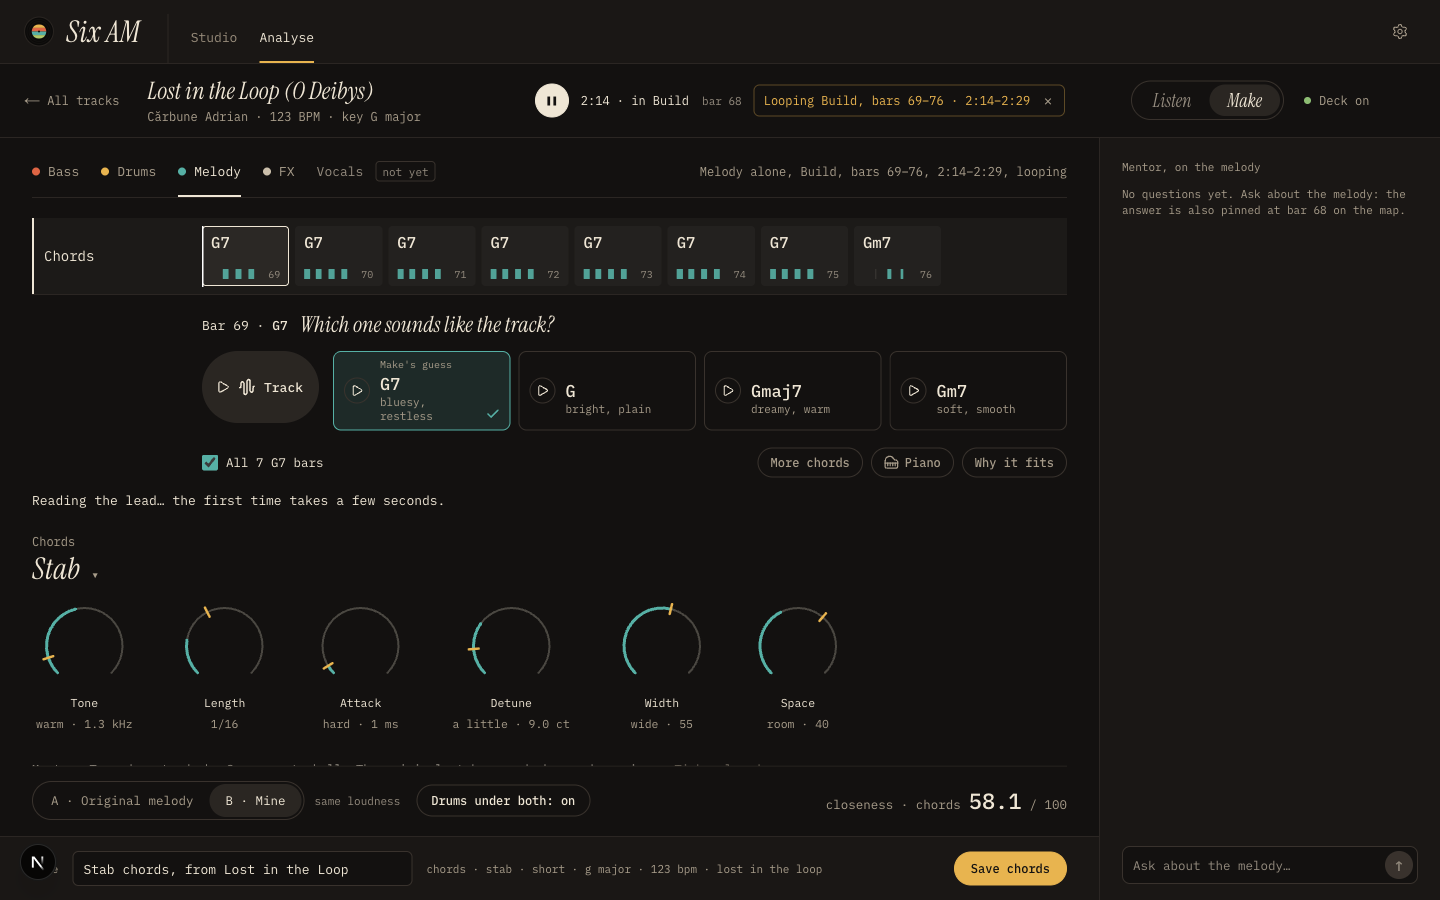 Six AM
Studio Analyse
← All tracks
Lost in the Loop (O Deibys)
Cărbune Adrian · 123 BPM · key G major
2:14 · in Build bar 68
Looping Build, bars 69–76 · 2:14–2:29 ×
Listen Make
Deck on
Bass Drums Melody FX Vocals not yet
Melody alone, Build, bars 69–76, 2:14–2:29, looping
Chords
G7 G7 G7 G7 G7 G7 G7 Gm7
69 70 71 72 73 74 75 76
Bar 69 · G7 Which one sounds like the track?
Track
Make's guess
G7
bluesy,
restless
G
bright, plain
Gmaj7
dreamy, warm
Gm7
soft, smooth
All 7 G7 bars
More chords Piano Why it fits
Reading the lead… the first time takes a few seconds.
Chords
Stab
Tone Length Attack Detune Width Space
warm · 1.3 kHz 1/16 hard · 1 ms a little · 9.0 ct wide · 55 room · 40
A · Original melody B · Mine same loudness Drums under both: on
closeness · chords 58.1 / 100
N
Stab chords, from Lost in the Loop
chords · stab · short · g major · 123 bpm · lost in the loop
Save chords
Mentor, on the melody
No questions yet. Ask about the melody: the
answer is also pinned at bar 68 on the map.
Ask about the melody…